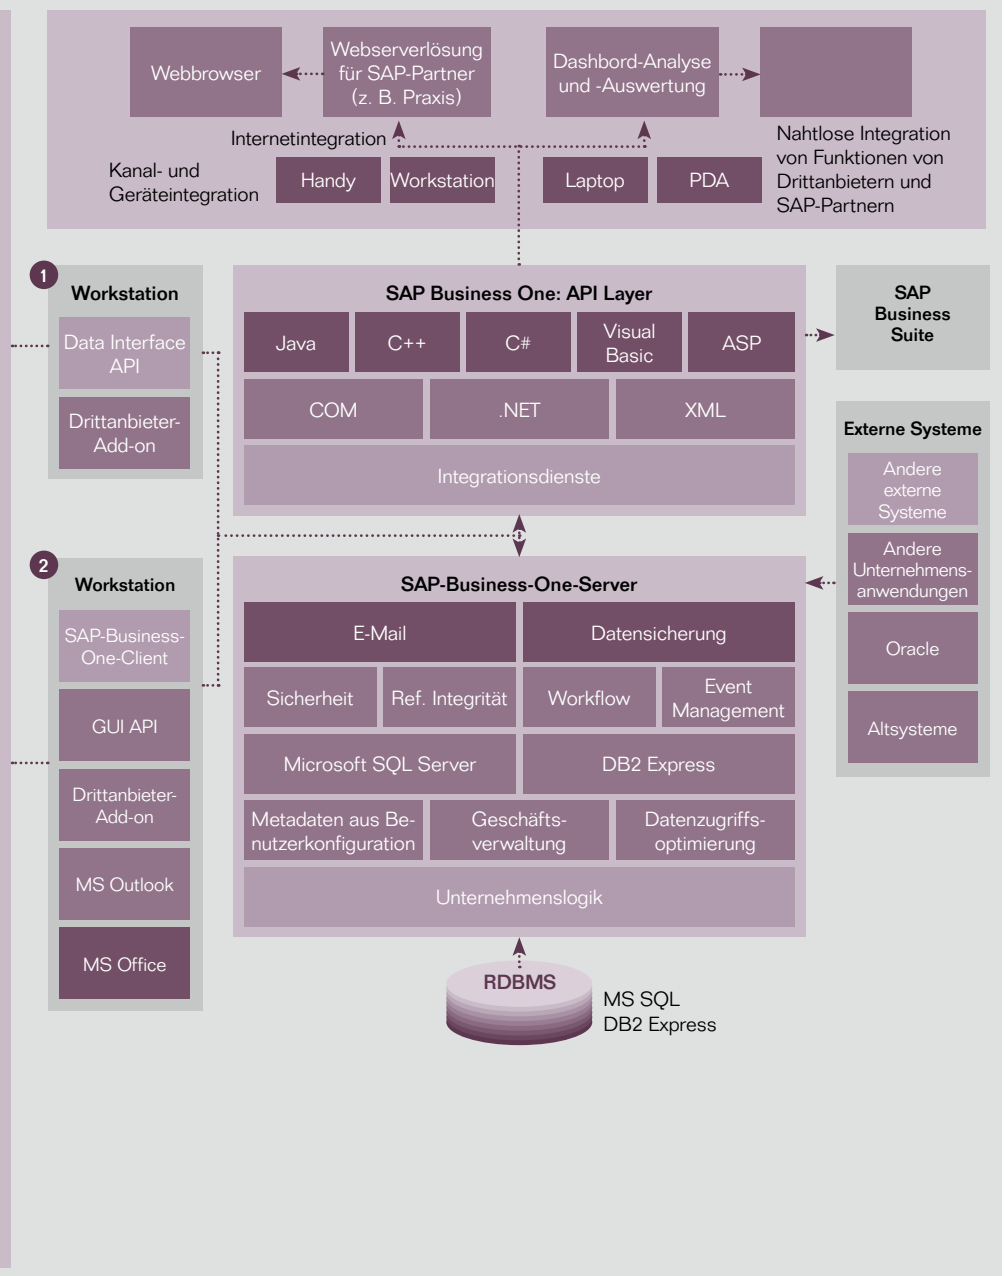 Webbrowser
Webserverlösung
für SAP-Partner
(z. B. Praxis)
Dashbord-Analyse
und -Auswertung
Internetintegration
Kanal- und
Geräteintegration
Handy
Workstation
Laptop
PDA
Nahtlose Integration
von Funktionen von
Drittanbietern und
SAP-Partnern
1
Workstation
Data Interface
API
Drittanbieter-
Add-on
SAP Business One: API Layer
Java
C++
C#
Visual
Basic
ASP
COM
.NET
XML
Integrationsdienste
SAP
Business
Suite
Externe Systeme
Andere
externe
Systeme
Andere
Unternehmens-
anwendungen
Oracle
Altsysteme
2
Workstation
SAP-Business-
One-Client
GUI API
Drittanbieter-
Add-on
MS Outlook
MS Office
SAP-Business-One-Server
E-Mail
Datensicherung
Sicherheit
Ref. Integrität
Workflow
Event
Management
Microsoft SQL Server
DB2 Express
Metadaten aus Be-
nutzerkonfiguration
Geschäfts-
verwaltung
Datenzugriffs-
optimierung
Unternehmenslogik
RDBMS
MS SQL
DB2 Express